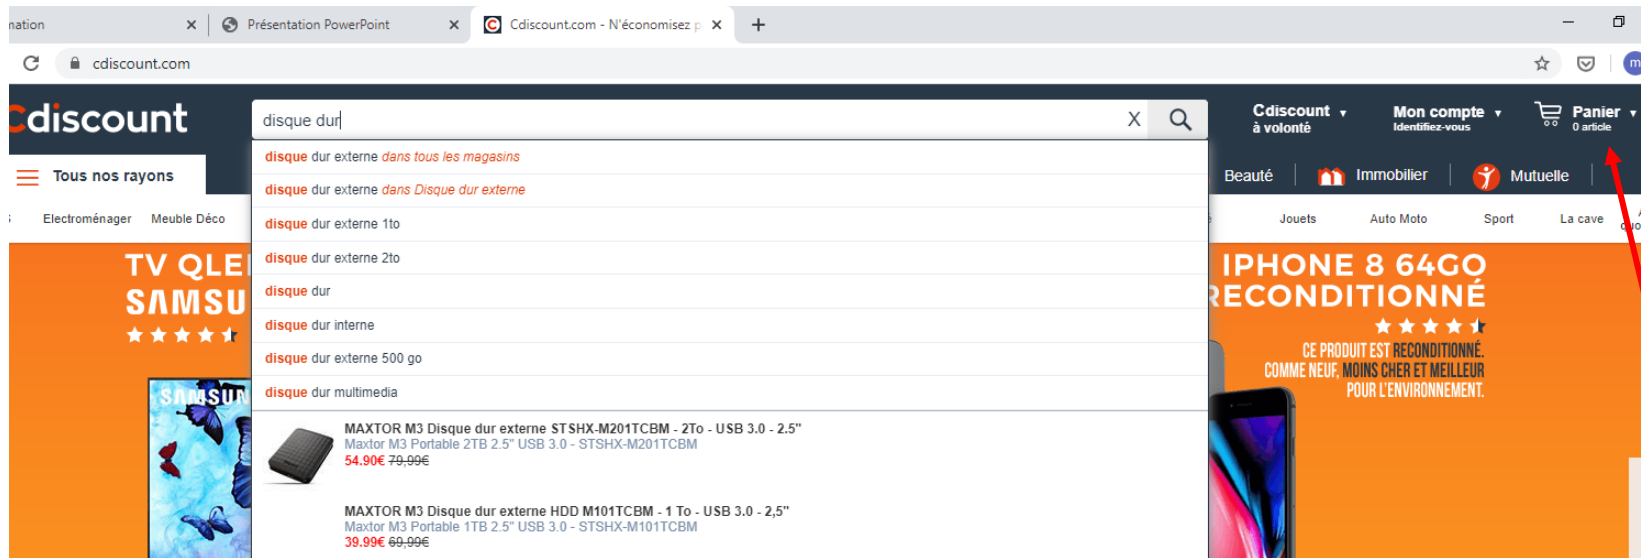 Présentation PowerPoint
Cdiscount.com - N'économisez p
cdiscount.com
Cdiscount
disque dur
X
Cdiscount
à volonté
Mon compte
Identifiez-vous
Panier
0 article
Tous nos rayons
Beauté
Immobilier
Mutuelle
Electroménager
Meuble Déco
Jouets
Auto Moto
Sport
La cave
disque dur externe dans tous les magasins
disque dur externe dans Disque dur externe
disque dur externe 1to
disque dur externe 2to
disque dur
disque dur interne
disque dur externe 500 go
disque dur multimedia
MAXTOR M3 Disque dur externe STSHX-M201TCBM - 2To - USB 3.0 - 2.5"
Maxtor M3 Portable 2TB 2.5" USB 3.0 - STSHX-M201TCBM
54.90€ 79,99€
MAXTOR M3 Disque dur externe HDD M101TCBM - 1 To - USB 3.0 - 2,5"
Maxtor M3 Portable 1TB 2.5" USB 3.0 - STSHX-M101TCBM
39.99€ 69,99€
TV QLE
SAMSU
SAMSUN
IPHONE 8 64GO
RECONDITIONNÉ
CE PRODUIT EST RECONDITIONNÉ.
COMME NEUF, MOINS CHER ET MEILLEUR
POUR L'ENVIRONNEMENT.